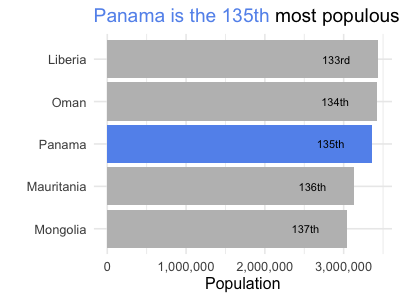 Panama is the 135th most populous
Liberia 133rd
Oman 134th
Panama 135th
Mauritania 136th
Mongolia 137th
0 1,000,000 2,000,000 3,000,000
Population